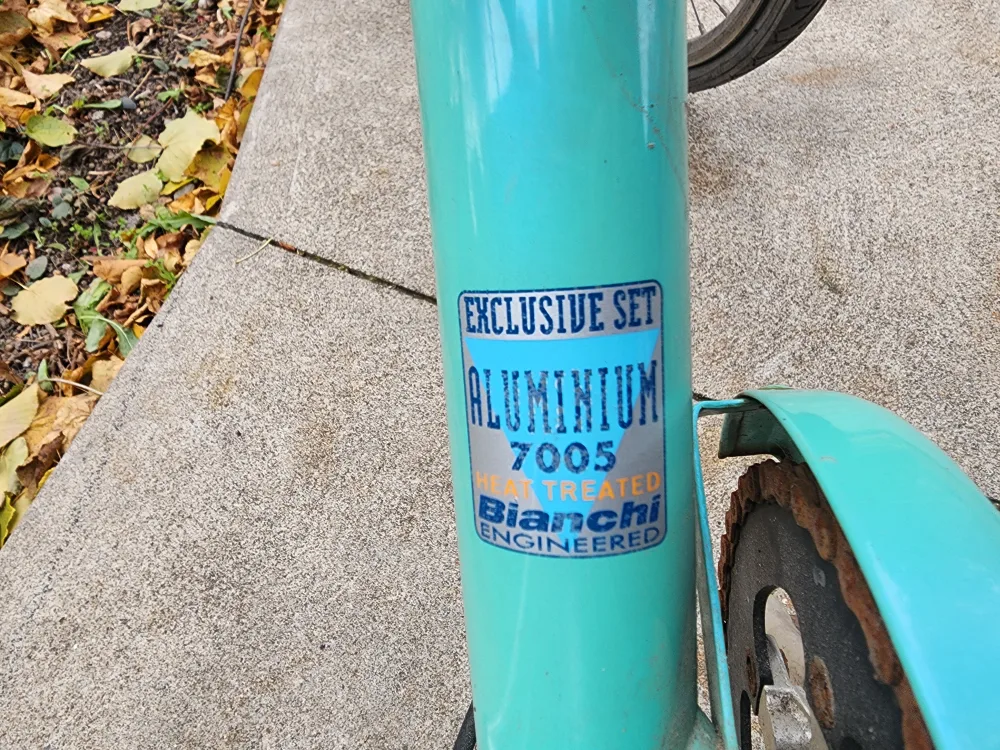 EXCLUSIVE SET
ALUMINIUM
7005
HEAT TREATED
Bianchi
ENGINEERED